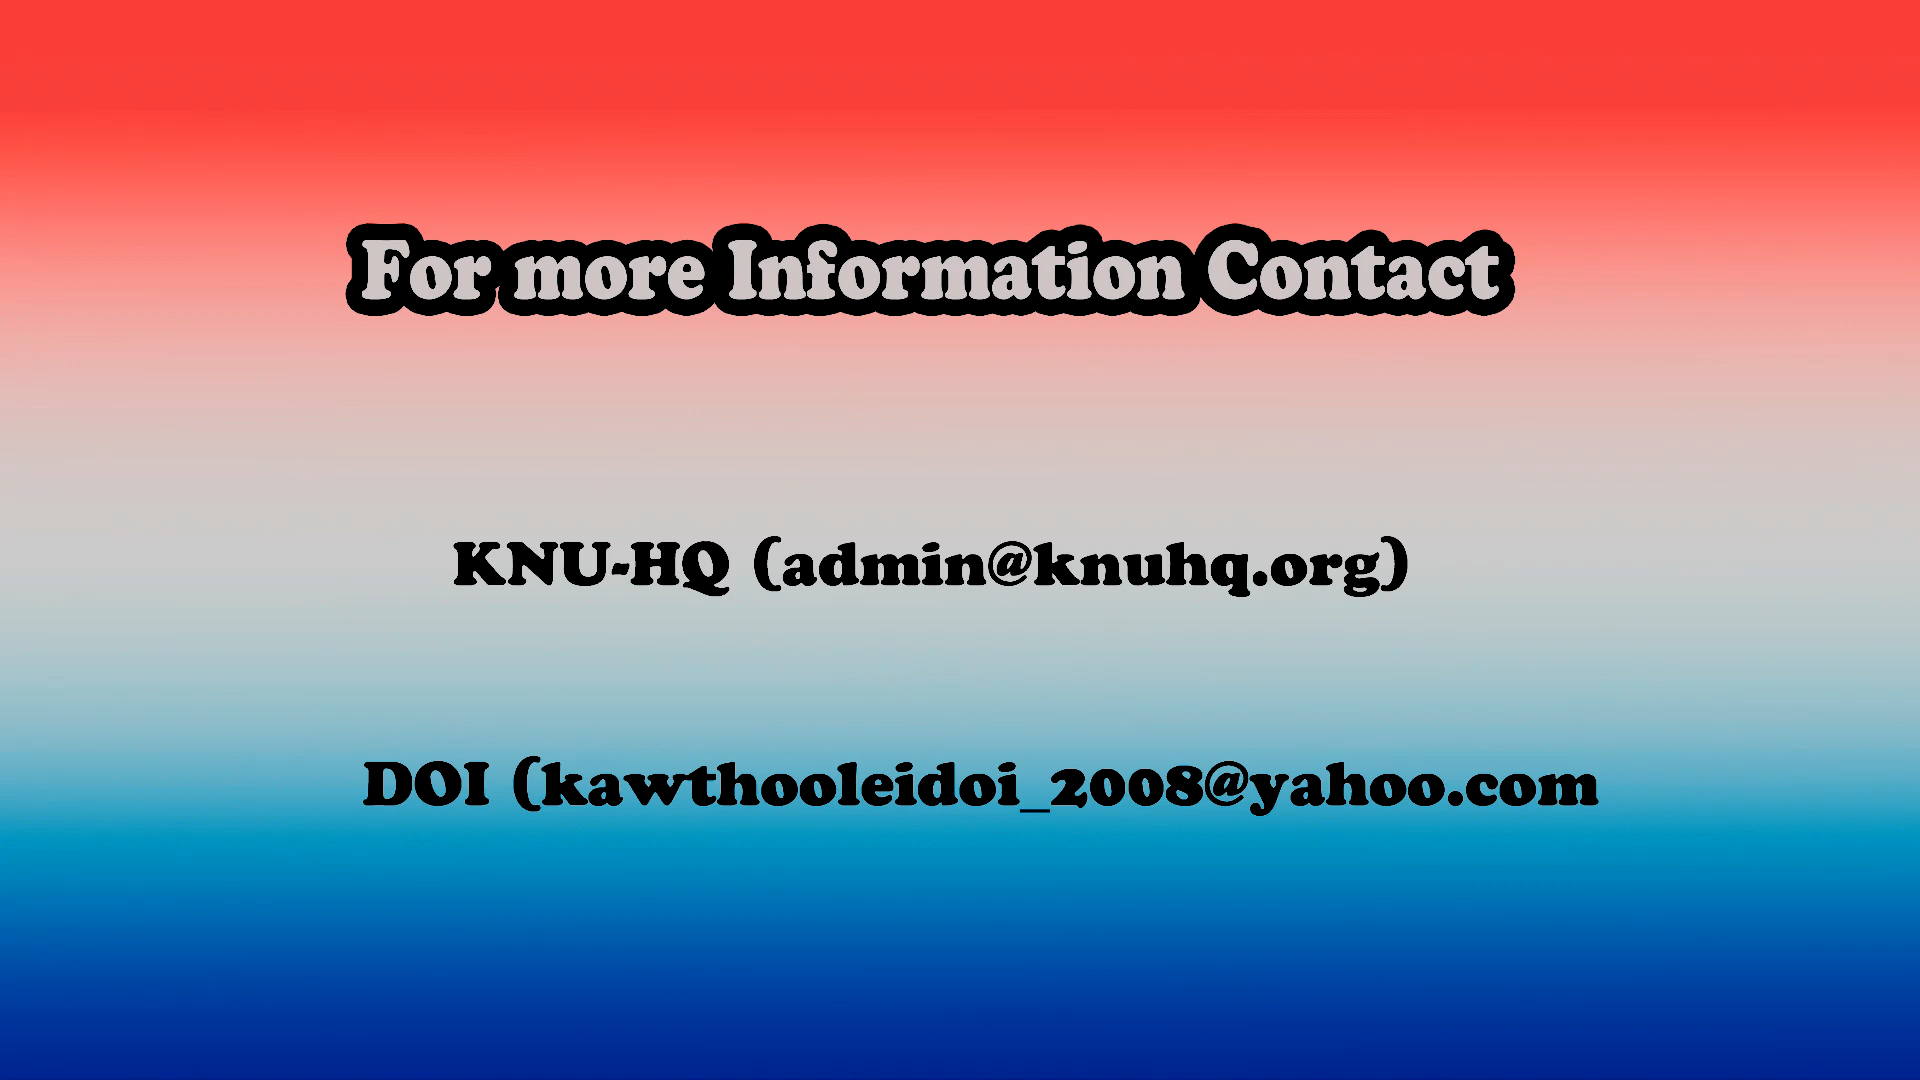 For more Information Contact
KNU-HQ (admin@knuhq.org)
DOI (kawthooleidoi_2008@yahoo.com